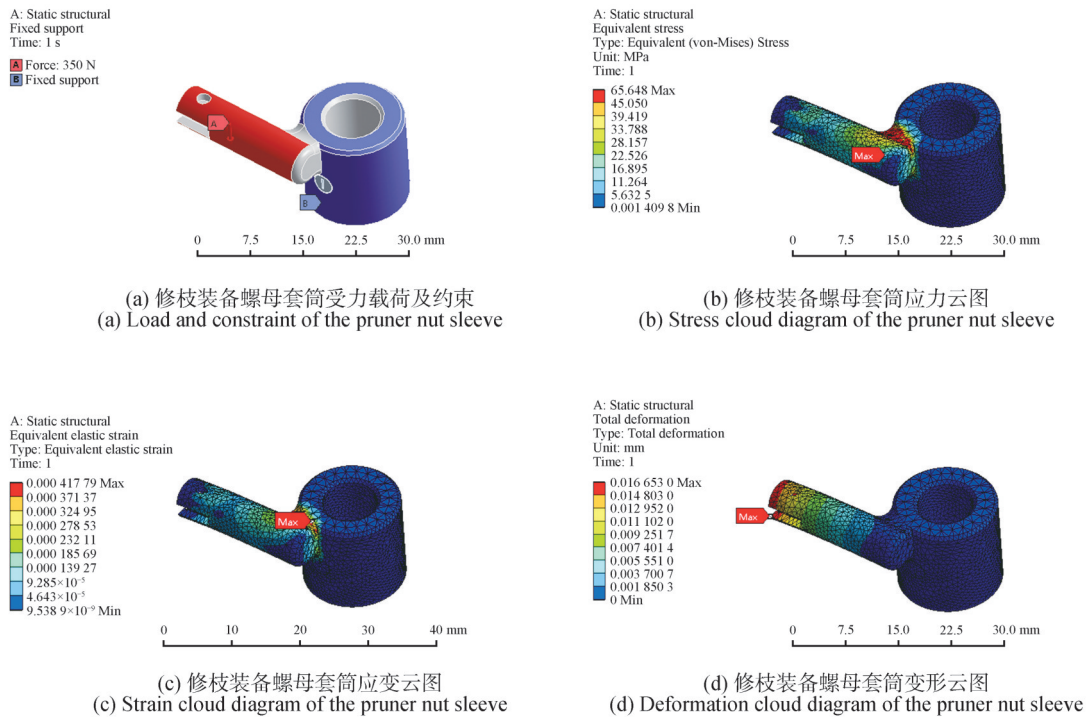 A: Static structural
Fixed support
Time: 1 s
A Force: 350 N
B Fixed support
A
B
0 7.5 15.0 22.5 30.0 mm
(a) 修枝装备螺母套筒受力载荷及约束
(a) Load and constraint of the pruner nut sleeve
A: Static structural
Equivalent stress
Type: Equivalent (von-Mises) Stress
Unit: MPa
Time: 1
65.648 Max
45.050
39.419
33.788
28.157
22.526
16.895
11.264
5.632 5
0.001 409 8 Min
Max
0 7.5 15.0 22.5 30.0 mm
(b) 修枝装备螺母套筒应力云图
(b) Stress cloud diagram of the pruner nut sleeve
A: Static structural
Equivalent elastic strain
Type: Equivalent elastic strain
Time: 1
0.000 417 79 Max
0.000 371 37
0.000 324 95
0.000 278 53
0.000 232 11
0.000 185 69
0.000 139 27
9.285×10⁻⁵
4.643×10⁻⁵
9.538 9×10⁻⁹ Min
Max
0 10 20 30 40 mm
(c) 修枝装备螺母套筒应变云图
(c) Strain cloud diagram of the pruner nut sleeve
A: Static structural
Total deformation
Type: Total deformation
Unit: mm
Time: 1
0.016 653 0 Max
0.014 803 0
0.012 952 0
0.011 102 0
0.009 251 7
0.007 401 4
0.005 551 0
0.003 700 7
0.001 850 3
0 Min
Max
0 7.5 15.0 22.5 30.0 mm
(d) 修枝装备螺母套筒变形云图
(d) Deformation cloud diagram of the pruner nut sleeve